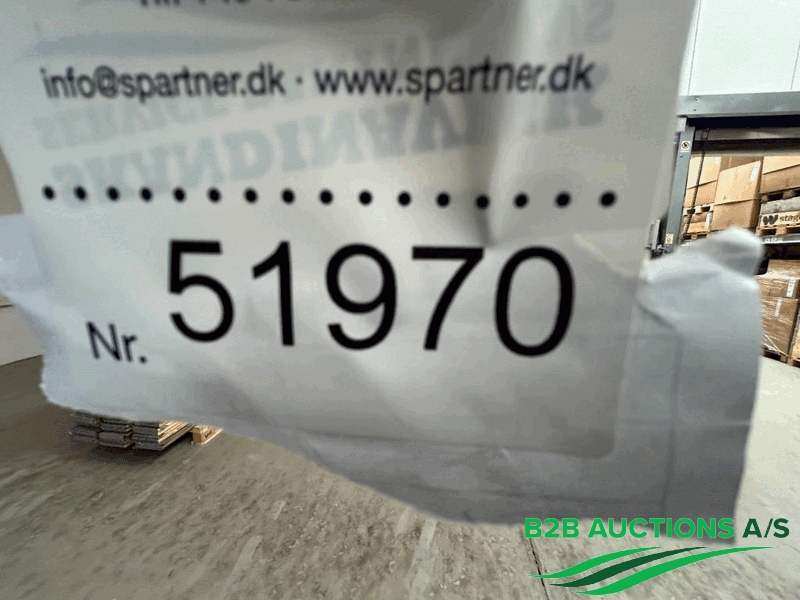 info@spartner.dk · www.spartner.dk
Nr. 51970
B2B AUCTIONS A/S